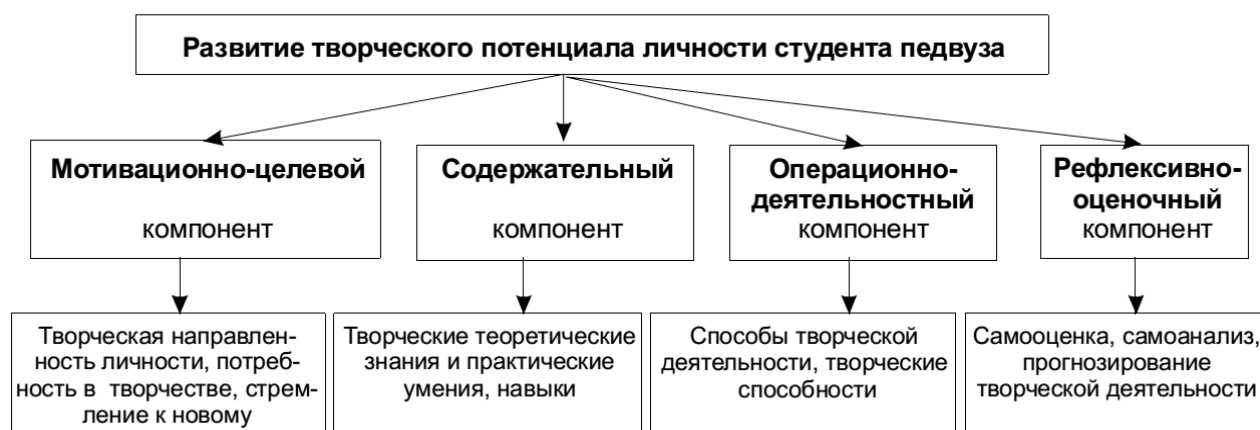 Развитие творческого потенциала личности студента педвуза
Мотивационно-целевой
компонент
Содержательный
компонент
Операционно-
деятельностный
компонент
Рефлексивно-
оценочный
компонент
Творческая направлен-
ность личности, потреб-
ность в творчестве, стрем-
ление к новому
Творческие теоретические
знания и практические
умения, навыки
Способы творческой
деятельности, творческие
способности
Самооценка, самоанализ,
прогнозирование
творческой деятельности